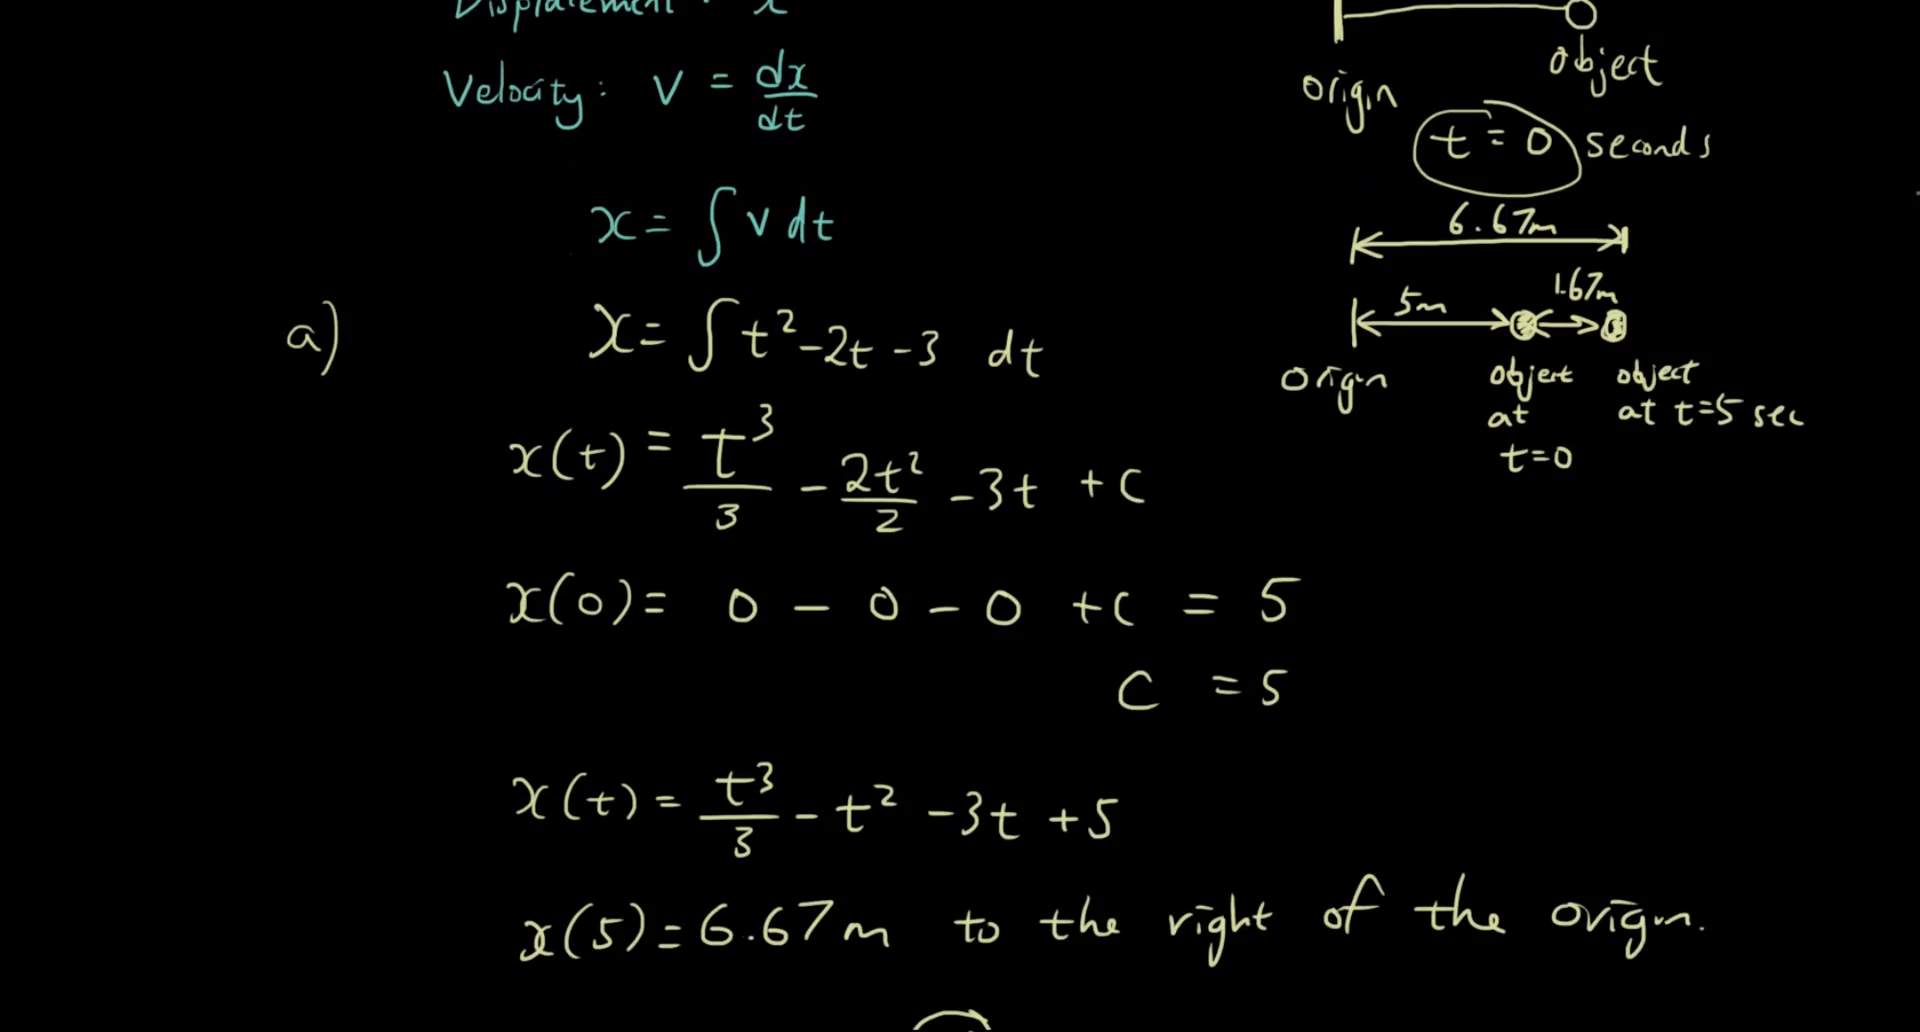 Displacement: x
Velocity: v = dx/dt
x = ∫ v dt
a) x = ∫ t² - 2t - 3 dt
x(t) = t³/3 - 2t²/2 - 3t + C
x(0) = 0 - 0 - 0 + C = 5
C = 5
x(t) = t³/3 - t² - 3t + 5
x(5) = 6.67m to the right of the origin.
origin
object
t = 0 seconds
6.67m
5m
1.67m
origin
object at t=0
object at t=5 sec